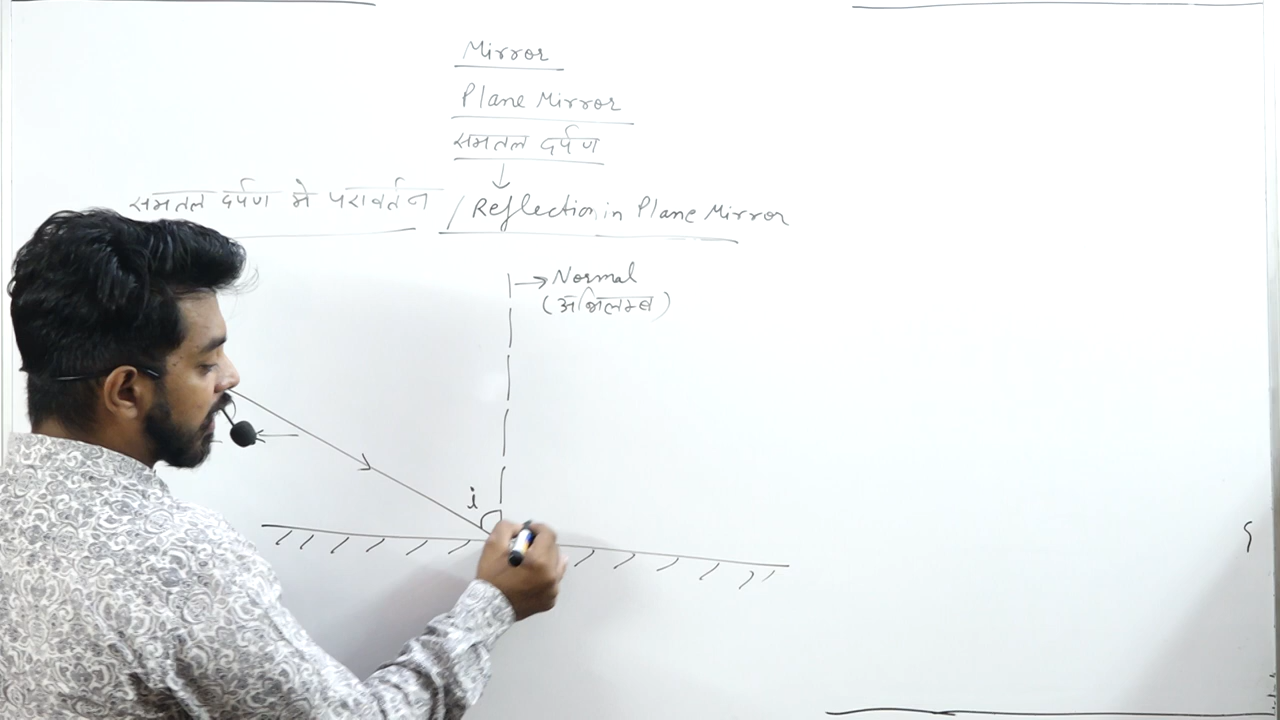 Mirror
Plane Mirror
समतल दर्पण
समतल दर्पण मे परावर्तन / Reflection in Plane Mirror
Normal
(अभिलम्ब)
i